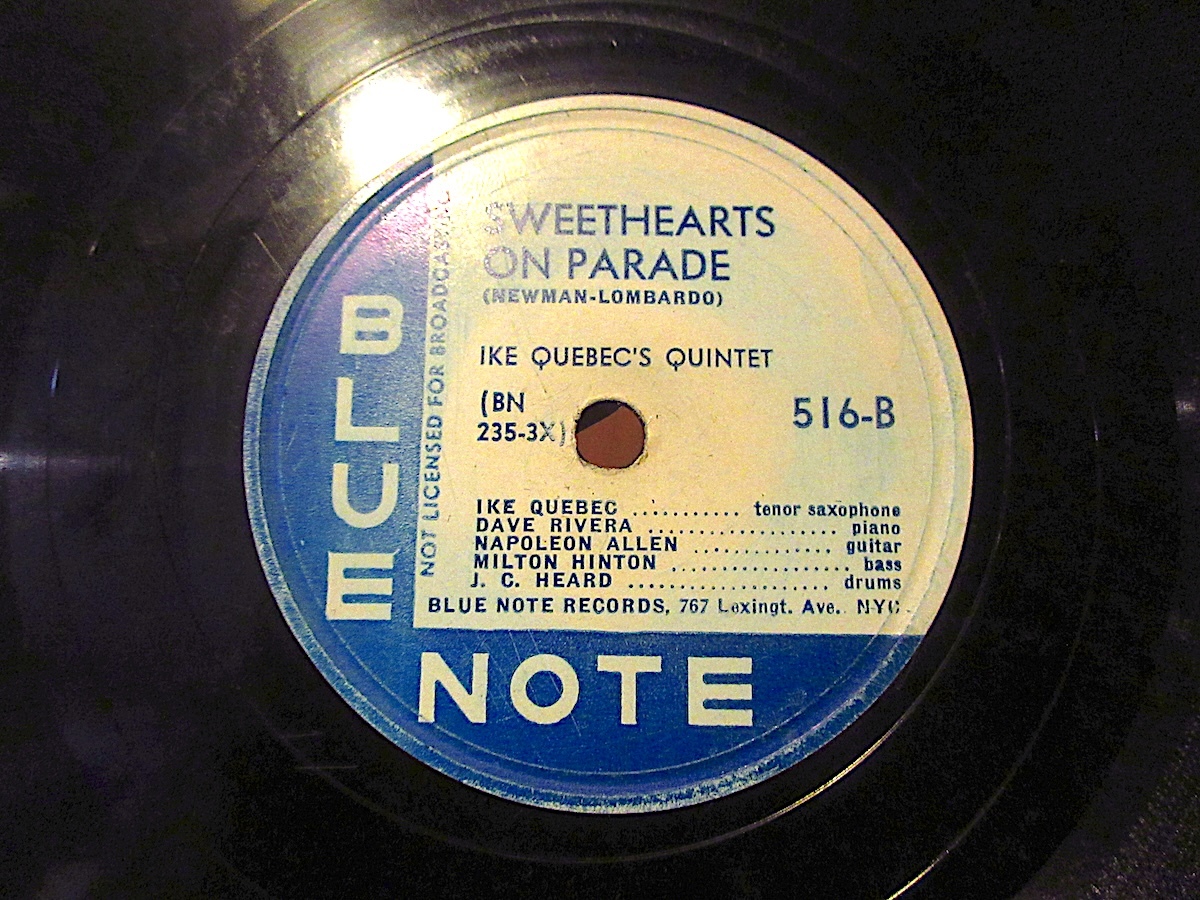 SWEETHEARTS
ON PARADE
(NEWMAN-LOMBARDO)
IKE QUEBEC'S QUINTET
(BN
235-3X)
516-B
IKE QUEBEC .......... tenor saxophone
DAVE RIVERA .................. piano
NAPOLEON ALLEN .............. guitar
MILTON HINTON .................. bass
J. C. HEARD .................... drums
BLUE NOTE RECORDS, 767 Lexingt. Ave. NYC
NOT LICENSED FOR BROADCASTING
BLUE
NOTE